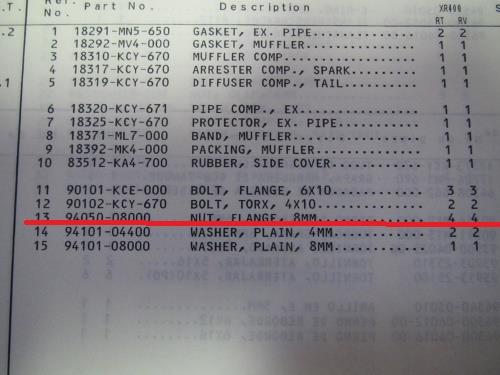 Ref. Part No. Description XR400
T. No. RT RV
.2 1 18291-MN5-650 GASKET, EX. PIPE............... 2 2
2 18292-MV4-000 GASKET, MUFFLER................ 1 1
3 18310-KCY-670 MUFFLER COMP................... 1 1
4 18317-KCY-670 ARRESTER COMP., SPARK.......... 1 1
.1 5 18319-KCY-670 DIFFUSER COMP., TAIL........... 1 1
6 18320-KCY-671 PIPE COMP., EX................. 1 1
7 18325-KCY-670 PROTECTOR, EX. PIPE............ 1 1
8 18371-ML7-000 BAND, MUFFLER.................. 1 1
9 18392-MK4-000 PACKING, MUFFLER............... 1 1
10 83512-KA4-700 RUBBER, SIDE COVER............. 1 1
11 90101-KCE-000 BOLT, FLANGE, 6X10............. 3 3
12 90102-KCY-670 BOLT, TORX, 4X10............... 2 2
13 94050-08000 NUT, FLANGE, 8MM............... 4 4
14 94101-04400 WASHER, PLAIN, 4MM............. 2 2
15 94101-08000 WASHER, PLAIN, 8MM............. 1 1